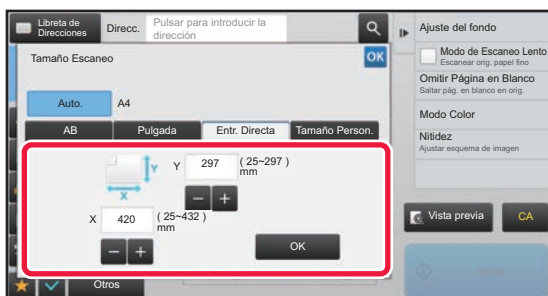 Libreta de
Direcciones
Direcc.
Pulsar para introducir la
dirección
Tamaño Escaneo
OK
Auto.
A4
AB
Pulgada
Entr. Directa
Tamaño Person.
Y
Y
297
( 25~297 )
mm
X
X
420
( 25~432 )
mm
OK
Otros
Ajuste del fondo
Modo de Escaneo Lento
Escanear orig. papel fino
Omitir Página en Blanco
Saltar pág. en blanco en orig.
Modo Color
Nitidez
Ajustar esquema de imagen
Vista previa
CA
Iniciar